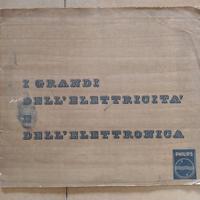 I GRANDI
DELL'ELETTRICITA'
E
DELL'ELETTRONICA
PHILIPS